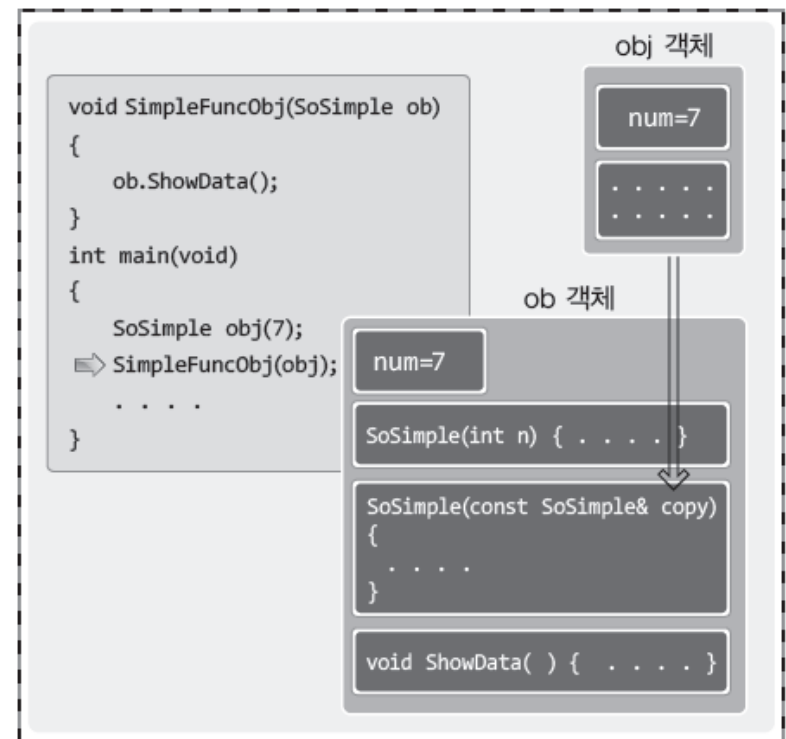 obj 객체
num=7
. . . . .
. . . . .
void SimpleFuncObj(SoSimple ob)
{
ob.ShowData();
}
int main(void)
{
SoSimple obj(7);
SimpleFuncObj(obj);
. . . .
}
ob 객체
num=7
SoSimple(int n) { . . . . }
SoSimple(const SoSimple& copy)
{
. . . .
}
void ShowData( ) { . . . . }